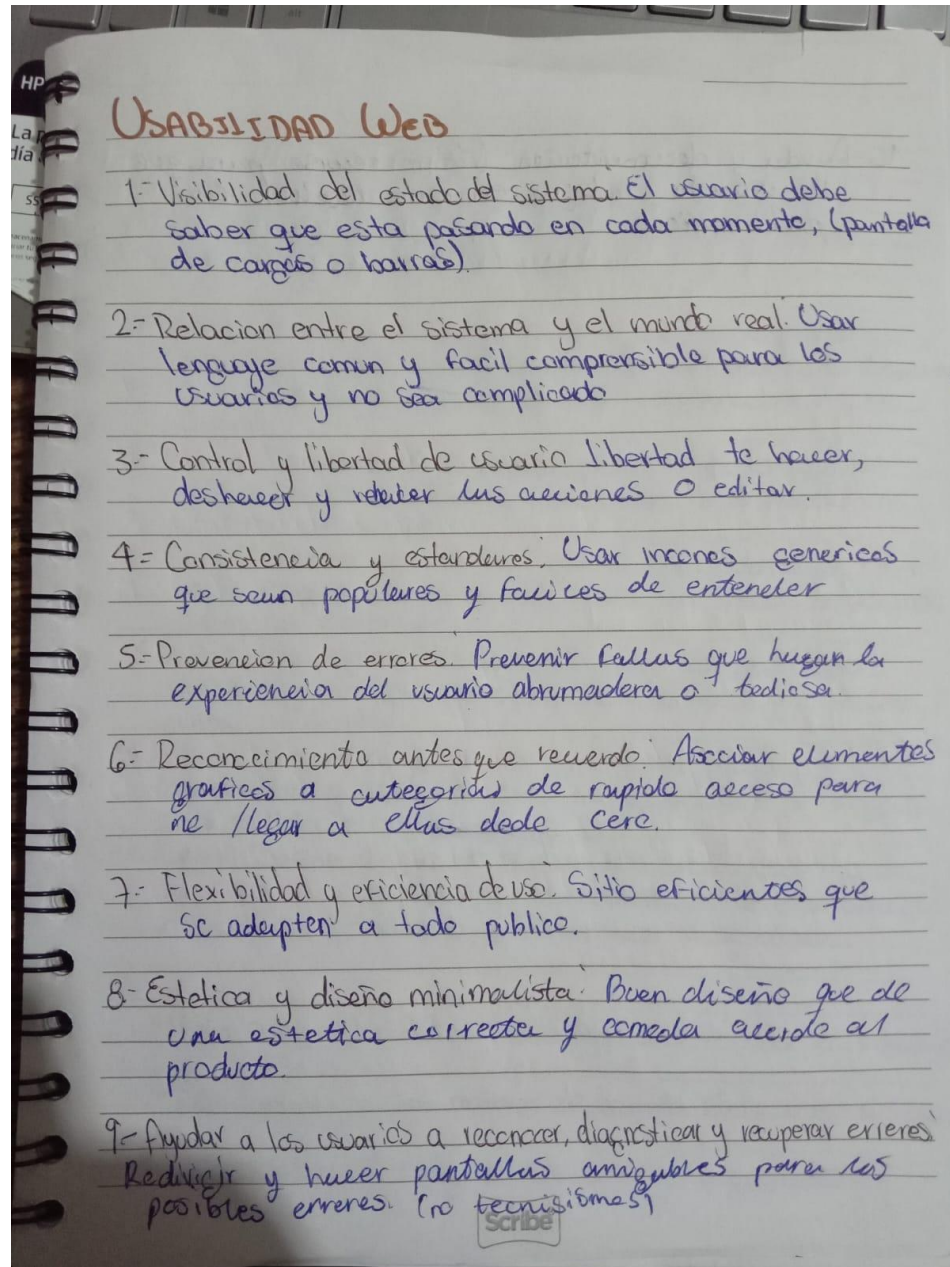 HP
La
día
USABILIDAD WEB
1- Visibilidad del estado del sistema. El usuario debe
saber que esta pasando en cada momento, (pantalla
de cargas o barras).
2- Relacion entre el sistema y el mundo real. Usar
lenguaje comun y facil comprensible para los
usuarios y no sea complicado
3.- Control y libertad de usuario libertad te hacer,
deshacer y las acciones o editar.
4= Consistencia y estandares. Usar incones genericos
que sean populares y faciles de entender
5.- Prevencion de errores. Prevenir fallas que hagan la
experiencia del usuario abrumadora o tediosa.
6- Reconocimiento antes que recuerdo. Asociar elementos
graficos a categorias de rapido acceso para
no llegar a ellas dede cero.
7.- Flexibilidad y eficiencia de uso. Sitio eficientes que
se adapten a todo publico.
8- Estetica y diseño minimalista. Buen diseño que de
una estetica correcta y comoda acorde al
producto.
9- Ayudar a los usuarios a reconocer, diagnosticar y recuperar errores
Redirigir y hacer pantallas amigables para los
posibles errores. (no tecnisismos)
Scribe